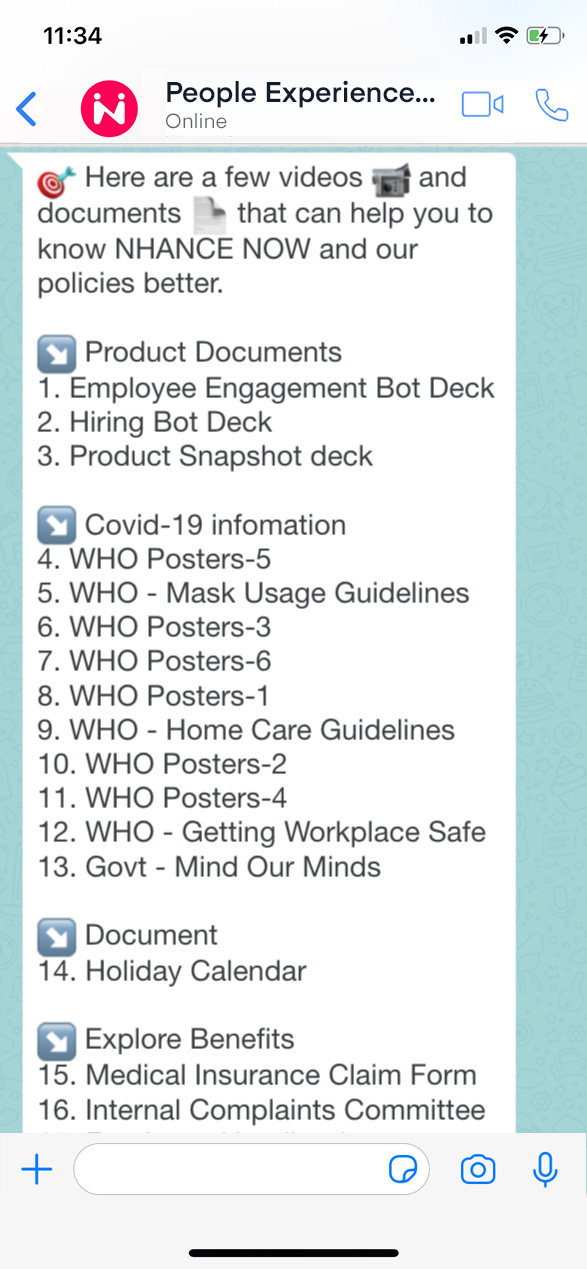 11:34
People Experience...
Online
Here are a few videos and
documents that can help you to
know NHANCE NOW and our
policies better.
Product Documents
1. Employee Engagement Bot Deck
2. Hiring Bot Deck
3. Product Snapshot deck
Covid-19 infomation
4. WHO Posters-5
5. WHO - Mask Usage Guidelines
6. WHO Posters-3
7. WHO Posters-6
8. WHO Posters-1
9. WHO - Home Care Guidelines
10. WHO Posters-2
11. WHO Posters-4
12. WHO - Getting Workplace Safe
13. Govt - Mind Our Minds
Document
14. Holiday Calendar
Explore Benefits
15. Medical Insurance Claim Form
16. Internal Complaints Committee